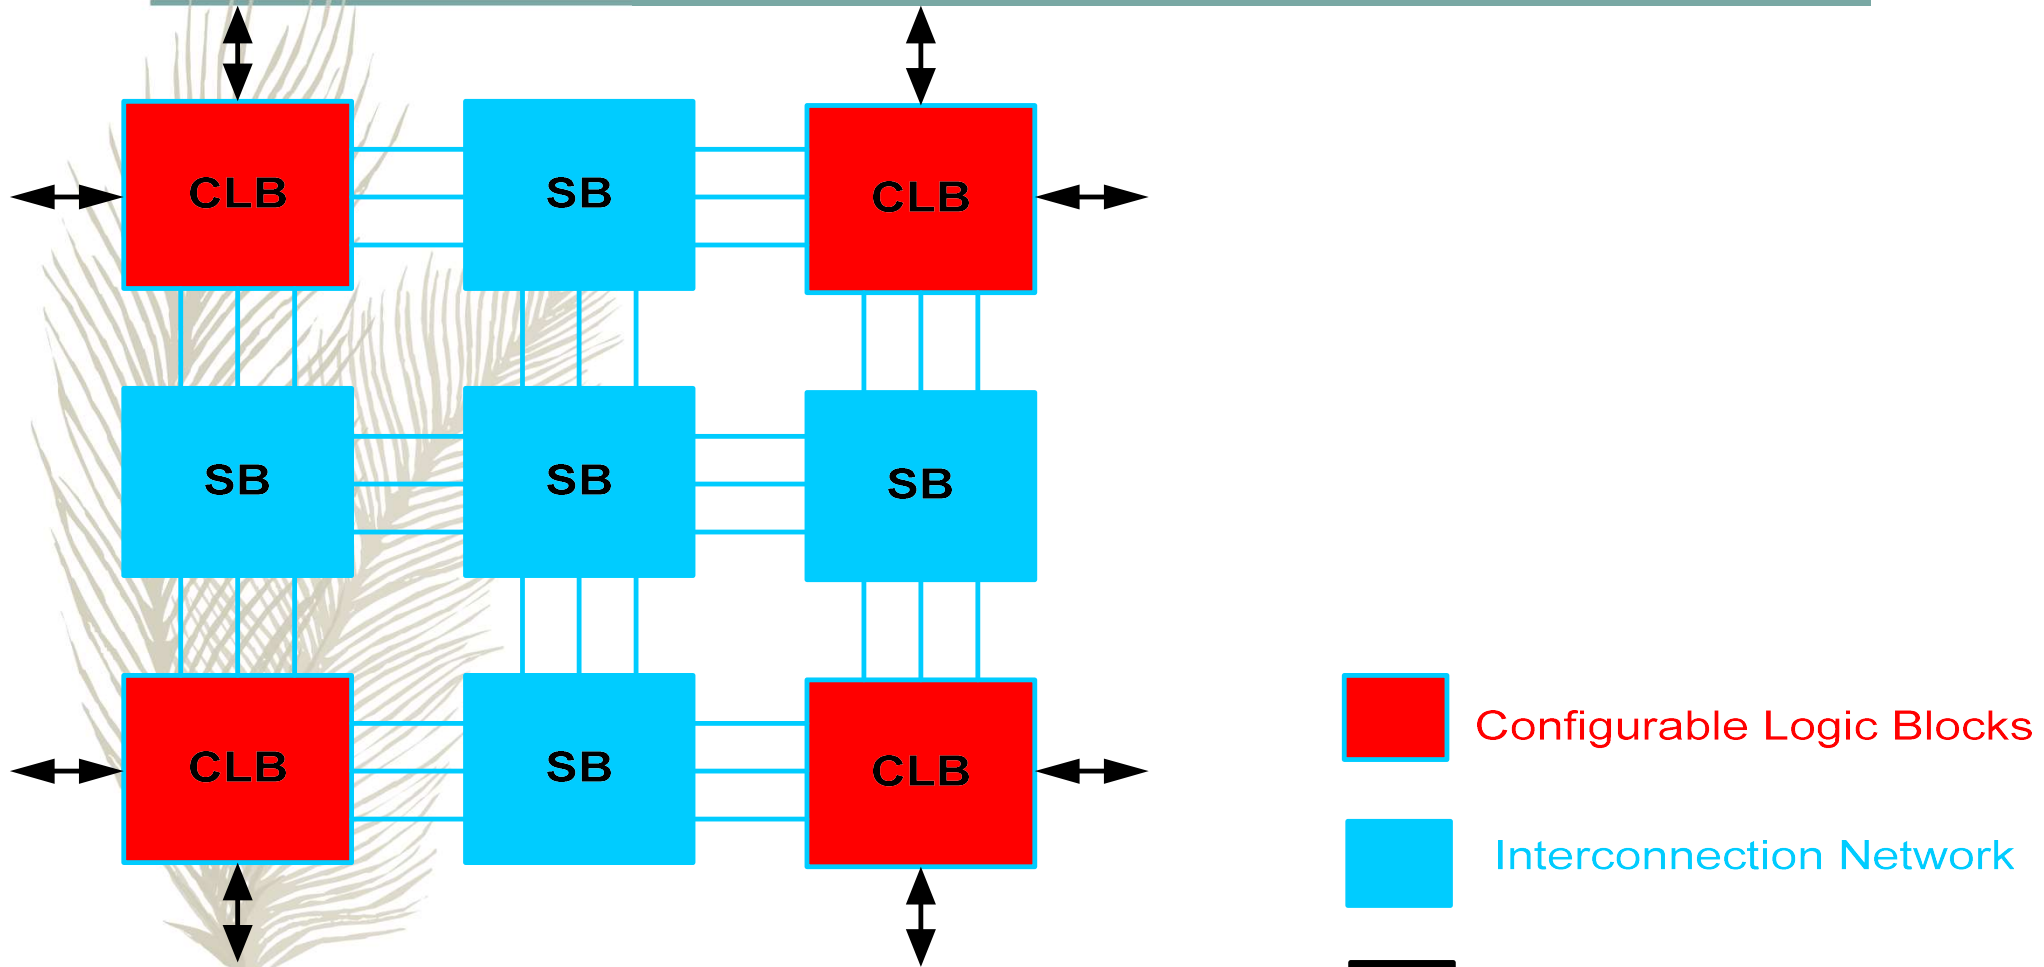 CLB SB CLB
SB SB SB
CLB SB CLB
Configurable Logic Blocks
Interconnection Network